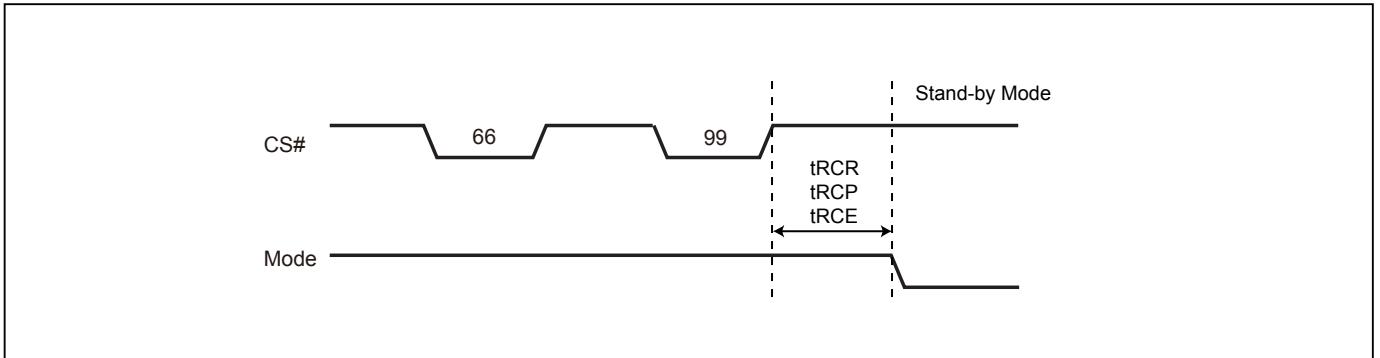 Stand-by Mode
CS#
66
99
tRCR
tRCP
tRCE
Mode